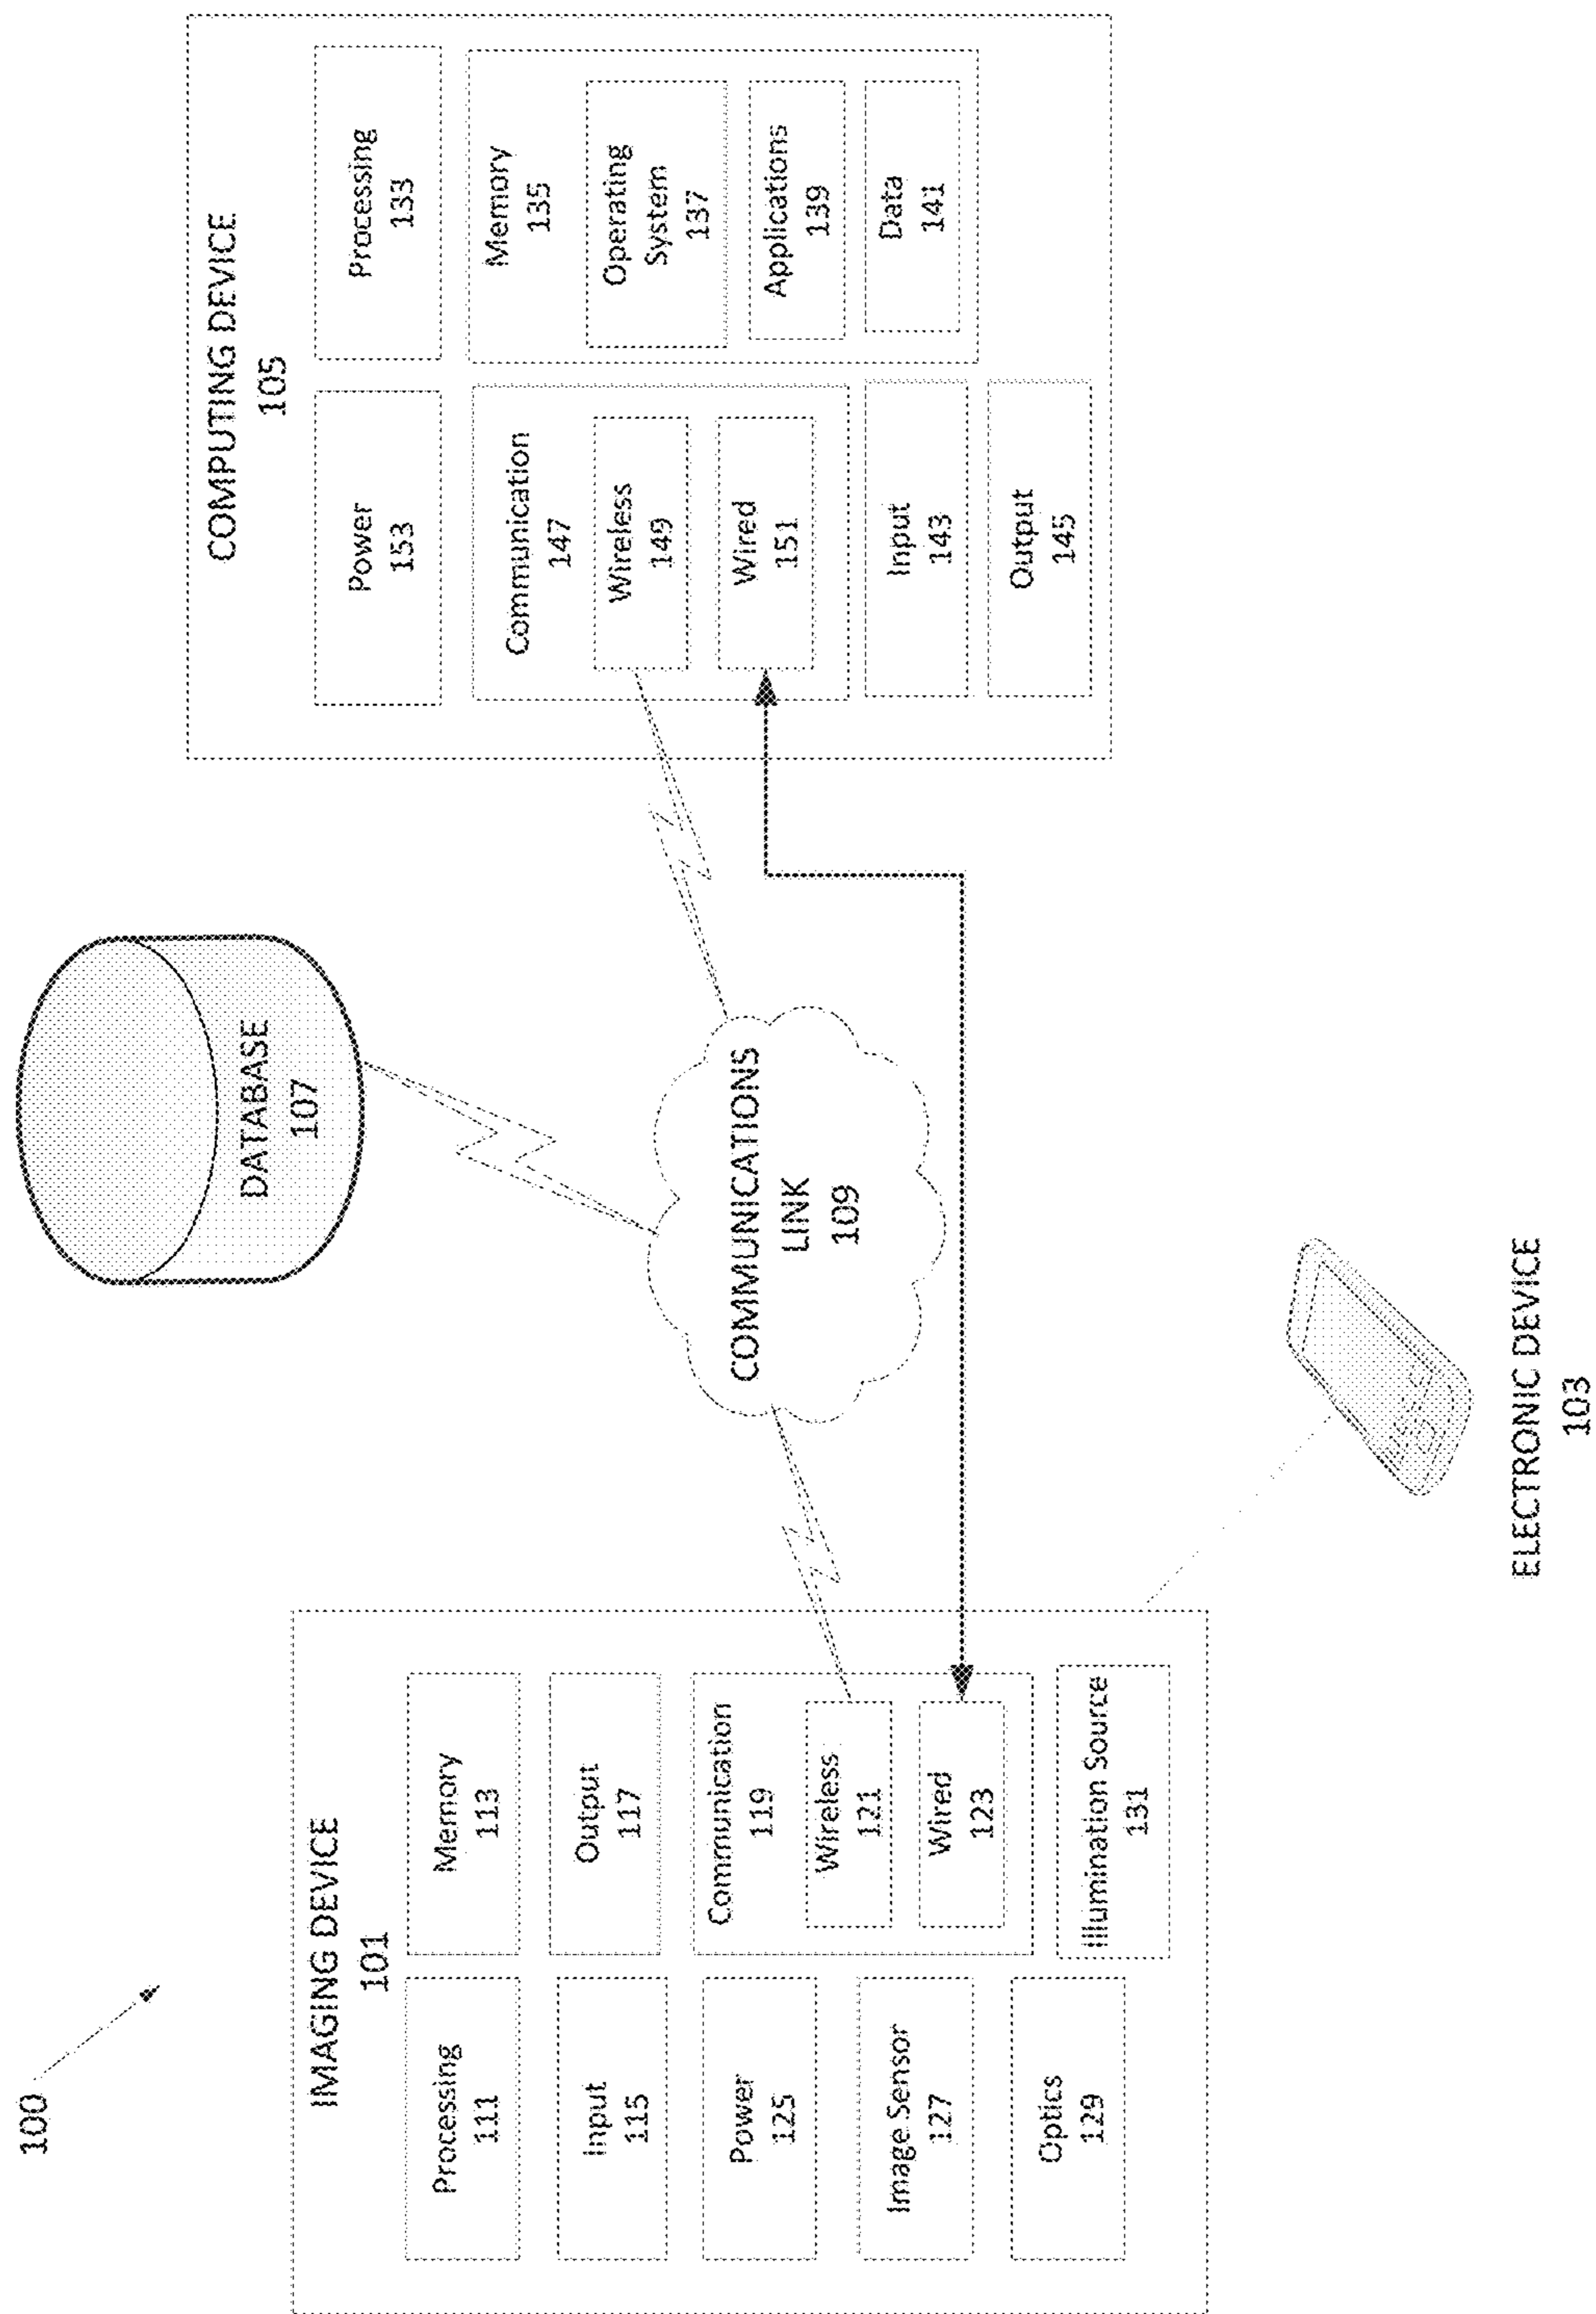 100
IMAGING DEVICE
101
Processing
111
Memory
113
Input
115
Output
117
Power
125
Communication
119
Wireless
121
Wired
123
Image Sensor
127
Optics
129
Illumination Source
131
DATABASE
107
COMMUNICATIONS
LINK
109
ELECTRONIC DEVICE
103
COMPUTING DEVICE
105
Power
153
Processing
133
Communication
147
Wireless
149
Wired
151
Input
143
Output
145
Memory
135
Operating
System
137
Applications
139
Data
141